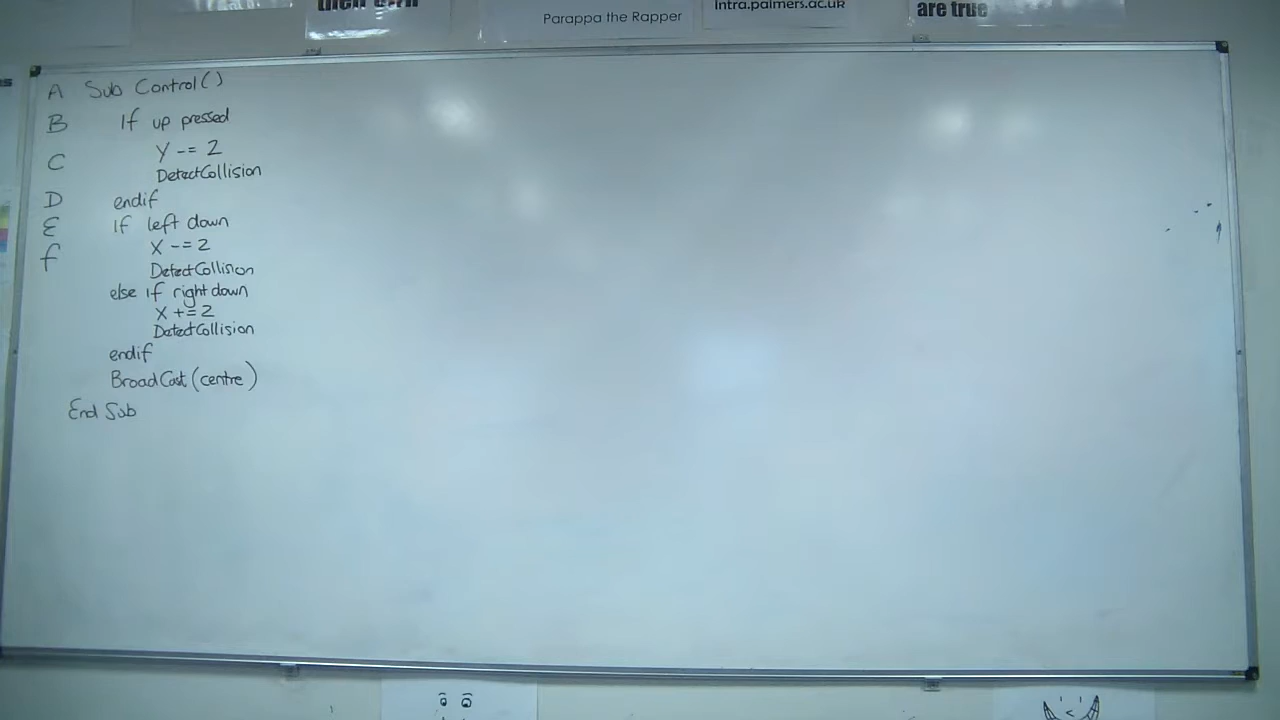 Parappa the Rapper
Intra.palmers.ac.uk
are true
A Sub Control()
B If up pressed
C Y -= 2
DetectCollision
D endif
E If left down
F X -= 2
DetectCollision
else if right down
X += 2
DetectCollision
endif
BroadCast (centre)
End Sub